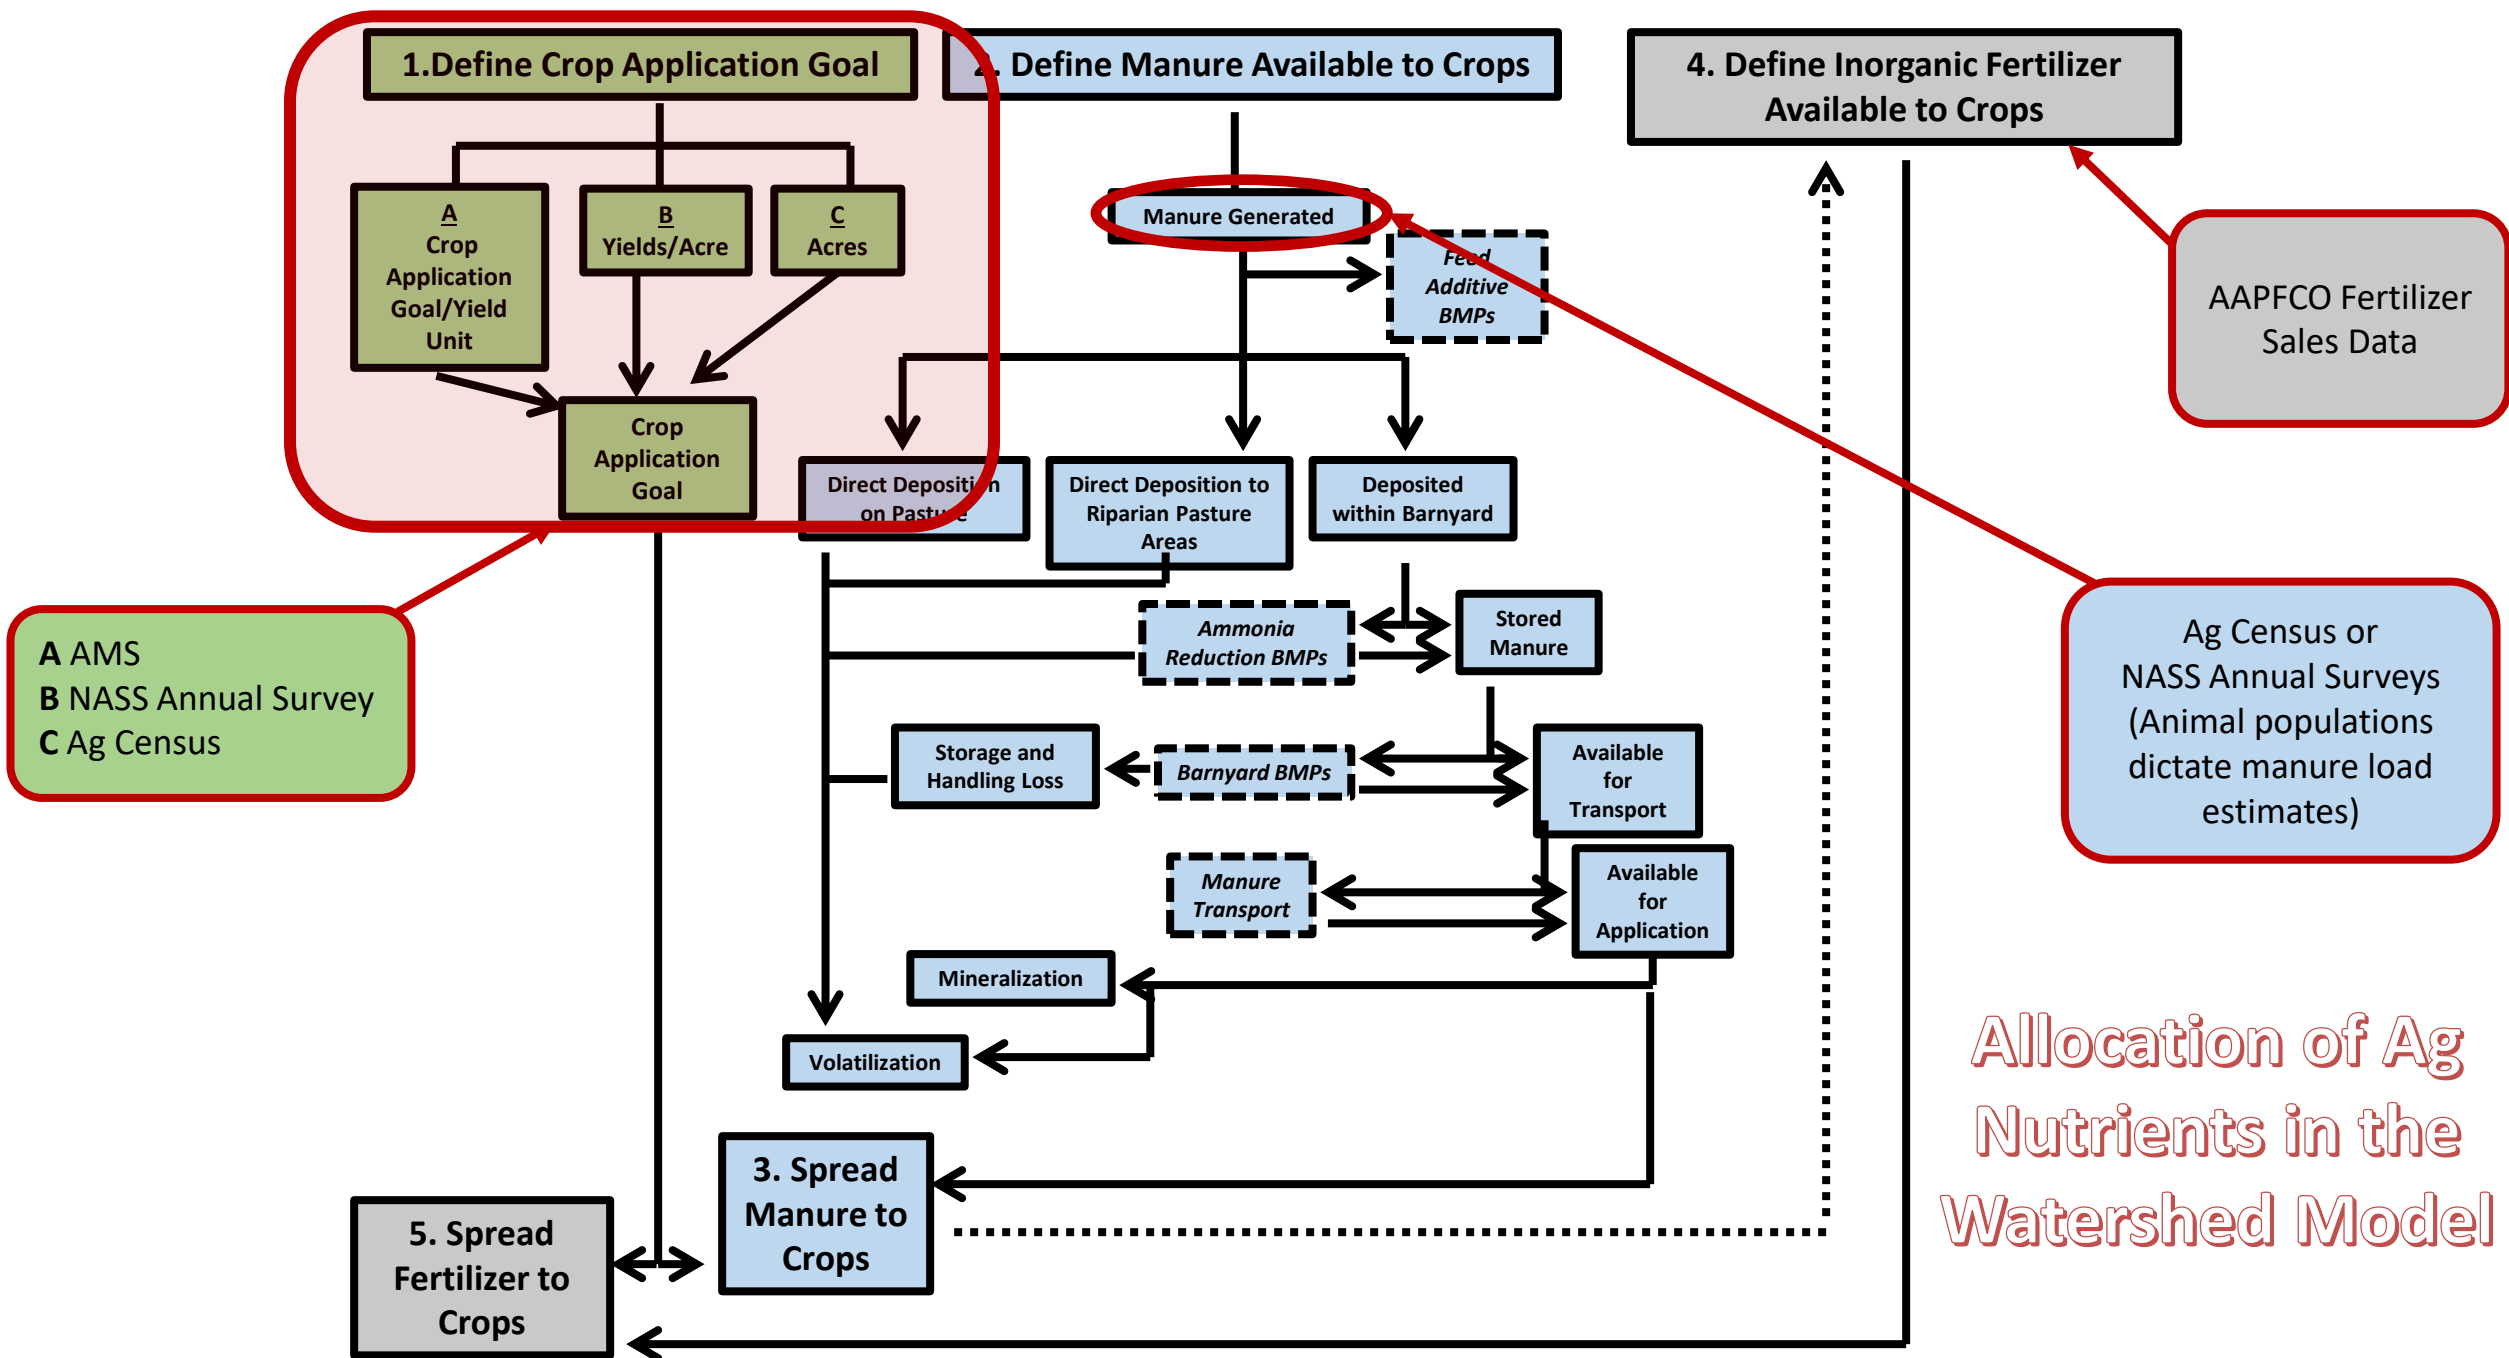 1.Define Crop Application Goal
2. Define Manure Available to Crops
4. Define Inorganic Fertilizer
Available to Crops
A
Crop
Application
Goal/Yield
Unit
B
Yields/Acre
C
Acres
Manure Generated
Feed
Additive
BMPs
AAPFCO Fertilizer
Sales Data
Crop
Application
Goal
Direct Deposition
on Pasture
Direct Deposition to
Riparian Pasture
Areas
Deposited
within Barnyard
A AMS
B NASS Annual Survey
C Ag Census
Ammonia
Reduction BMPs
Stored
Manure
Ag Census or
NASS Annual Surveys
(Animal populations
dictate manure load
estimates)
Storage and
Handling Loss
Barnyard BMPs
Available
for
Transport
Manure
Transport
Available
for
Application
Mineralization
Volatilization
Allocation of Ag
Nutrients in the
Watershed Model
3. Spread
Manure to
Crops
5. Spread
Fertilizer to
Crops